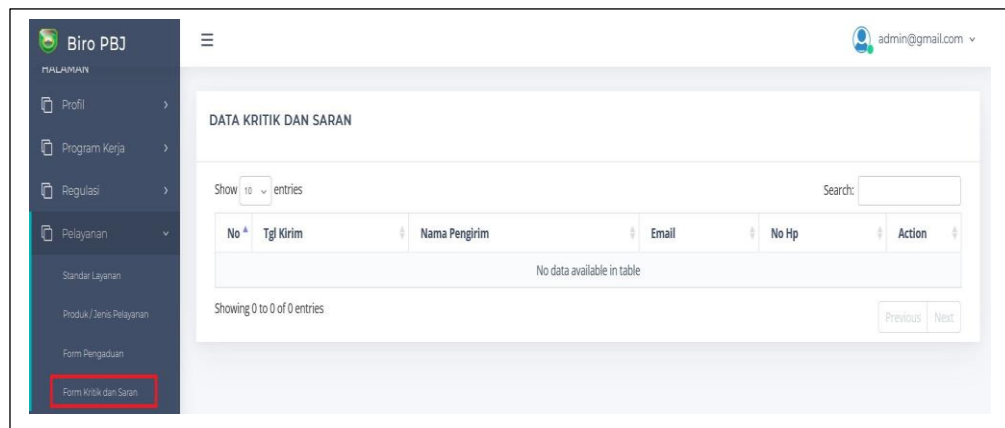 Biro PBJ
admin@gmail.com
HALAMAN
Profil
Program Kerja
Regulasi
Pelayanan
Standar Layanan
Produk / Jenis Pelayanan
Form Pengaduan
Form Kritik dan Saran
DATA KRITIK DAN SARAN
Show 10 entries
Search:
No Tgl Kirim Nama Pengirim Email No Hp Action
No data available in table
Showing 0 to 0 of 0 entries
Previous Next